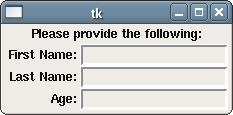 tk
Please provide the following:
First Name:
Last Name:
Age: